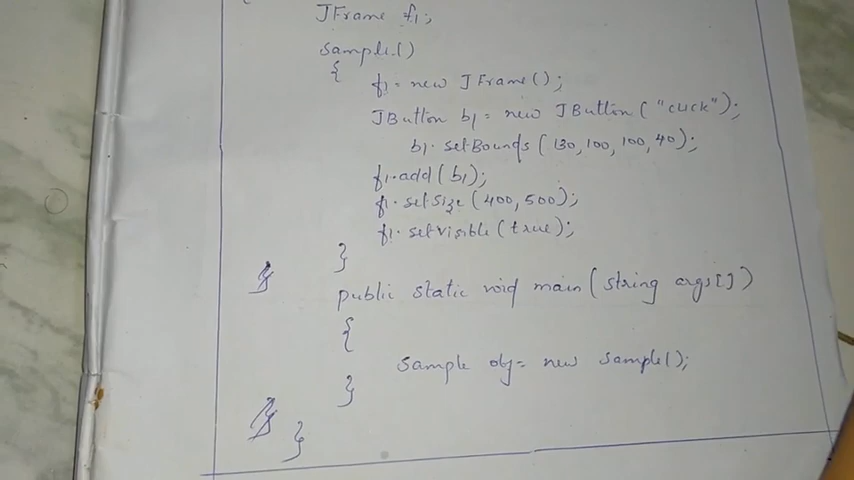 JFrame f1;
sample()
{
f1 = new JFrame();
JButton b1 = new JButton("click");
b1.setBounds(130,100,100,40);
f1.add(b1);
f1.setSize(400,500);
f1.setVisible(true);
}
public static void main(string args[])
{
Sample obj = new sample();
}
}